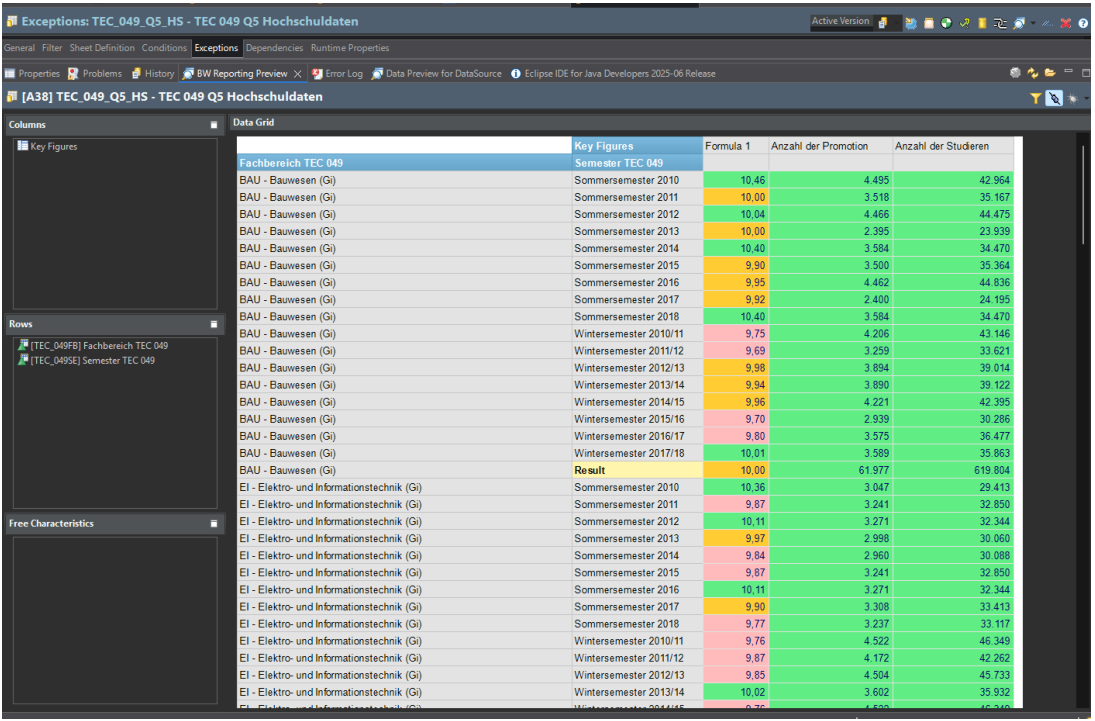 Exceptions: TEC_049_Q5_HS - TEC 049 Q5 Hochschuldaten
Active Version
General Filter Sheet Definition Conditions Exceptions Dependencies Runtime Properties
Properties Problems History BW Reporting Preview Error Log Data Preview for DataSource Eclipse IDE for Java Developers 2025-06 Release
[A38] TEC_049_Q5_HS - TEC 049 Q5 Hochschuldaten
Columns
Key Figures
Rows
[TEC_049FB] Fachbereich TEC 049
[TEC_049SE] Semester TEC 049
Free Characteristics
Data Grid
Key Figures Formula 1 Anzahl der Promotion Anzahl der Studieren
Fachbereich TEC 049 Semester TEC 049
BAU - Bauwesen (Gi) Sommersemester 2010 10,46 4.495 42.964
BAU - Bauwesen (Gi) Sommersemester 2011 10,00 3.518 35.167
BAU - Bauwesen (Gi) Sommersemester 2012 10,04 4.466 44.475
BAU - Bauwesen (Gi) Sommersemester 2013 10,00 2.395 23.939
BAU - Bauwesen (Gi) Sommersemester 2014 10,40 3.584 34.470
BAU - Bauwesen (Gi) Sommersemester 2015 9,90 3.500 35.364
BAU - Bauwesen (Gi) Sommersemester 2016 9,95 4.462 44.836
BAU - Bauwesen (Gi) Sommersemester 2017 9,92 2.400 24.195
BAU - Bauwesen (Gi) Sommersemester 2018 10,40 3.584 34.470
BAU - Bauwesen (Gi) Wintersemester 2010/11 9,75 4.206 43.146
BAU - Bauwesen (Gi) Wintersemester 2011/12 9,69 3.259 33.621
BAU - Bauwesen (Gi) Wintersemester 2012/13 9,98 3.894 39.014
BAU - Bauwesen (Gi) Wintersemester 2013/14 9,94 3.890 39.122
BAU - Bauwesen (Gi) Wintersemester 2014/15 9,96 4.221 42.395
BAU - Bauwesen (Gi) Wintersemester 2015/16 9,70 2.939 30.286
BAU - Bauwesen (Gi) Wintersemester 2016/17 9,80 3.575 36.477
BAU - Bauwesen (Gi) Wintersemester 2017/18 10,01 3.589 35.863
BAU - Bauwesen (Gi) Result 10,00 61.977 619.804
EI - Elektro- und Informationstechnik (Gi) Sommersemester 2010 10,36 3.047 29.413
EI - Elektro- und Informationstechnik (Gi) Sommersemester 2011 9,87 3.241 32.850
EI - Elektro- und Informationstechnik (Gi) Sommersemester 2012 10,11 3.271 32.344
EI - Elektro- und Informationstechnik (Gi) Sommersemester 2013 9,97 2.998 30.060
EI - Elektro- und Informationstechnik (Gi) Sommersemester 2014 9,84 2.960 30.088
EI - Elektro- und Informationstechnik (Gi) Sommersemester 2015 9,87 3.241 32.850
EI - Elektro- und Informationstechnik (Gi) Sommersemester 2016 10,11 3.271 32.344
EI - Elektro- und Informationstechnik (Gi) Sommersemester 2017 9,90 3.308 33.413
EI - Elektro- und Informationstechnik (Gi) Sommersemester 2018 9,77 3.237 33.117
EI - Elektro- und Informationstechnik (Gi) Wintersemester 2010/11 9,76 4.522 46.349
EI - Elektro- und Informationstechnik (Gi) Wintersemester 2011/12 9,87 4.172 42.262
EI - Elektro- und Informationstechnik (Gi) Wintersemester 2012/13 9,85 4.504 45.733
EI - Elektro- und Informationstechnik (Gi) Wintersemester 2013/14 10,02 3.602 35.932